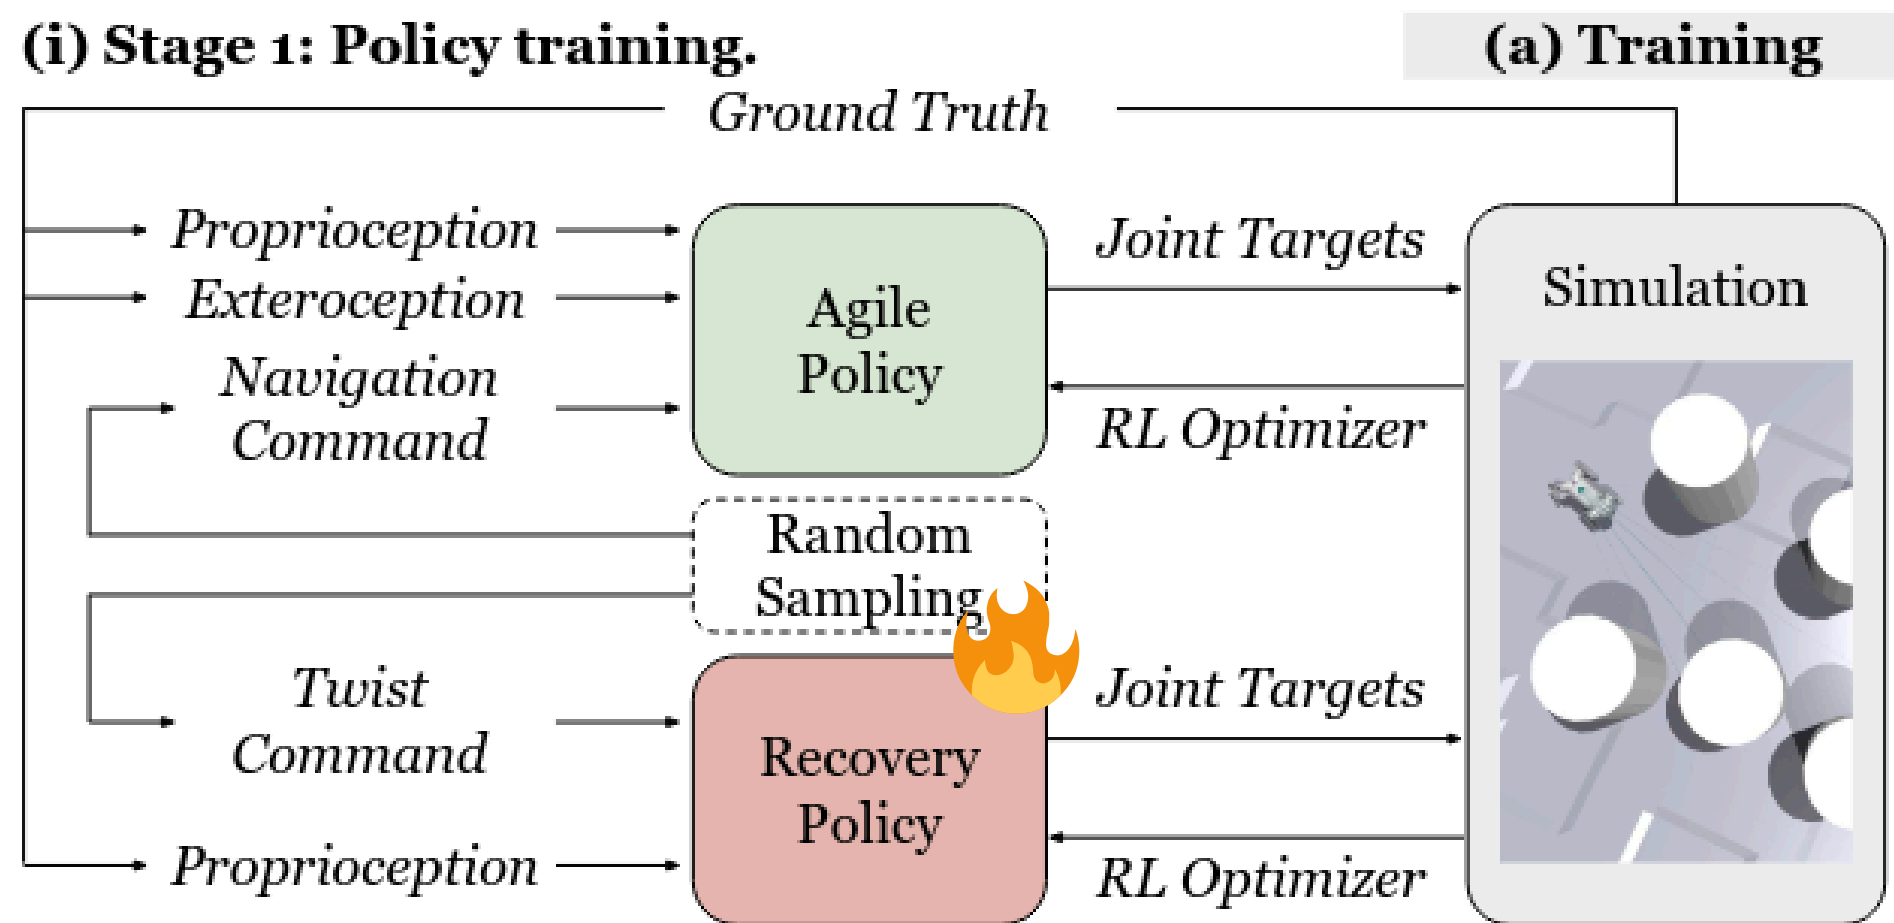 (i) Stage 1: Policy training.
(a) Training
Ground Truth
Proprioception
Exteroception
Navigation
Command
Agile
Policy
Joint Targets
RL Optimizer
Simulation
Random
Sampling
Twist
Command
Proprioception
Recovery
Policy
Joint Targets
RL Optimizer